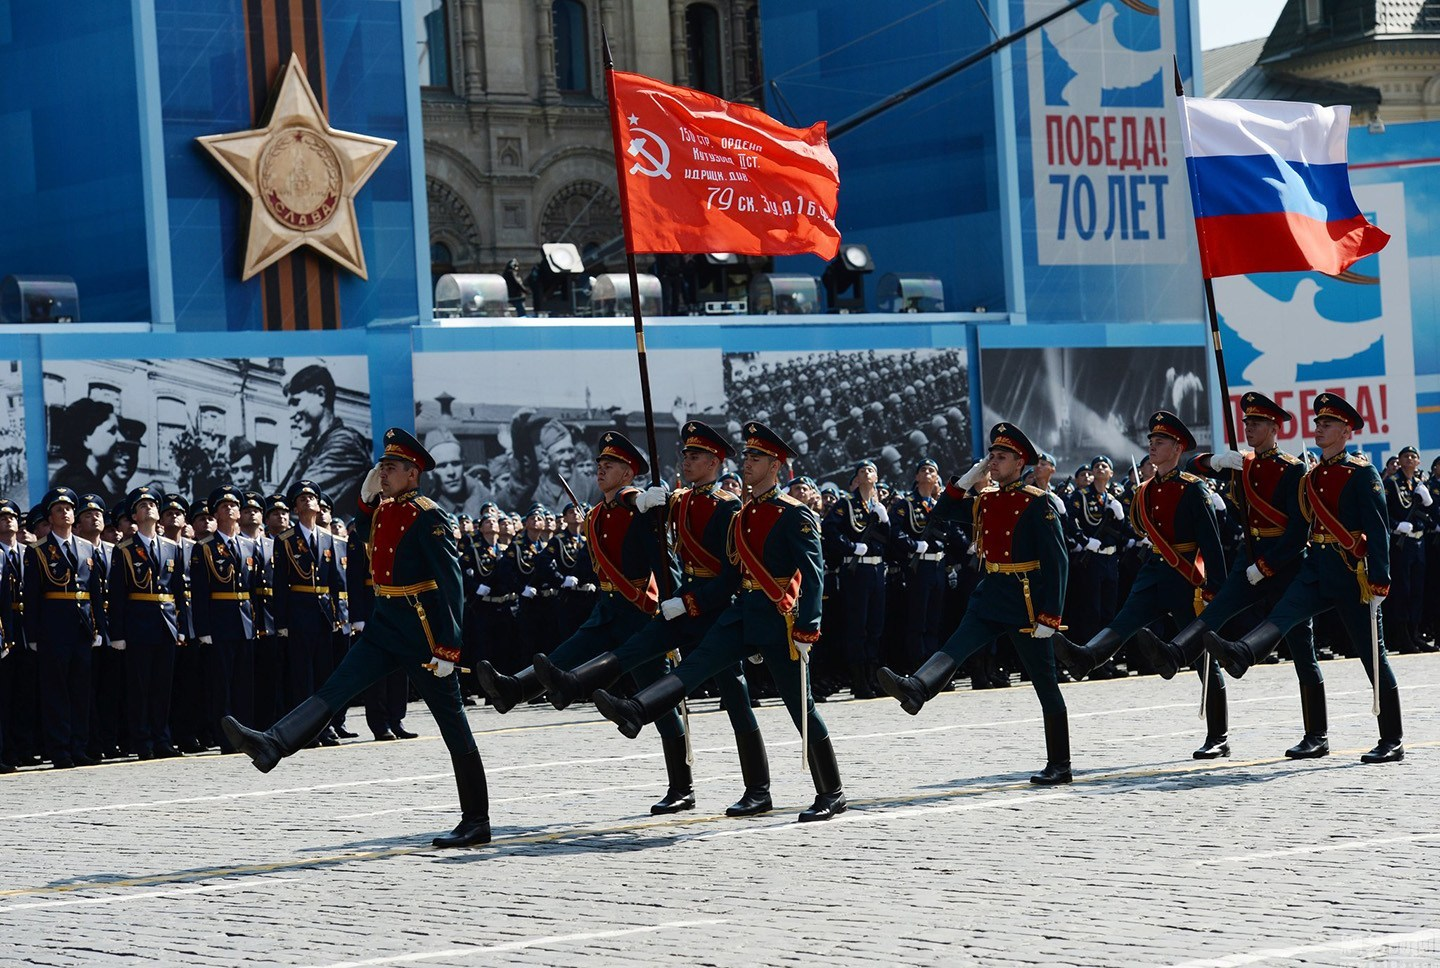 СЛАВА
150 СТР. ОРДЕНА
КУТУЗОВА II СТ.
ИДРИЦК. ДИВ.
79 СК. 3 У.А. 1 Б.Ф.
ПОБЕДА!
70 ЛЕТ
ПОБЕДА!